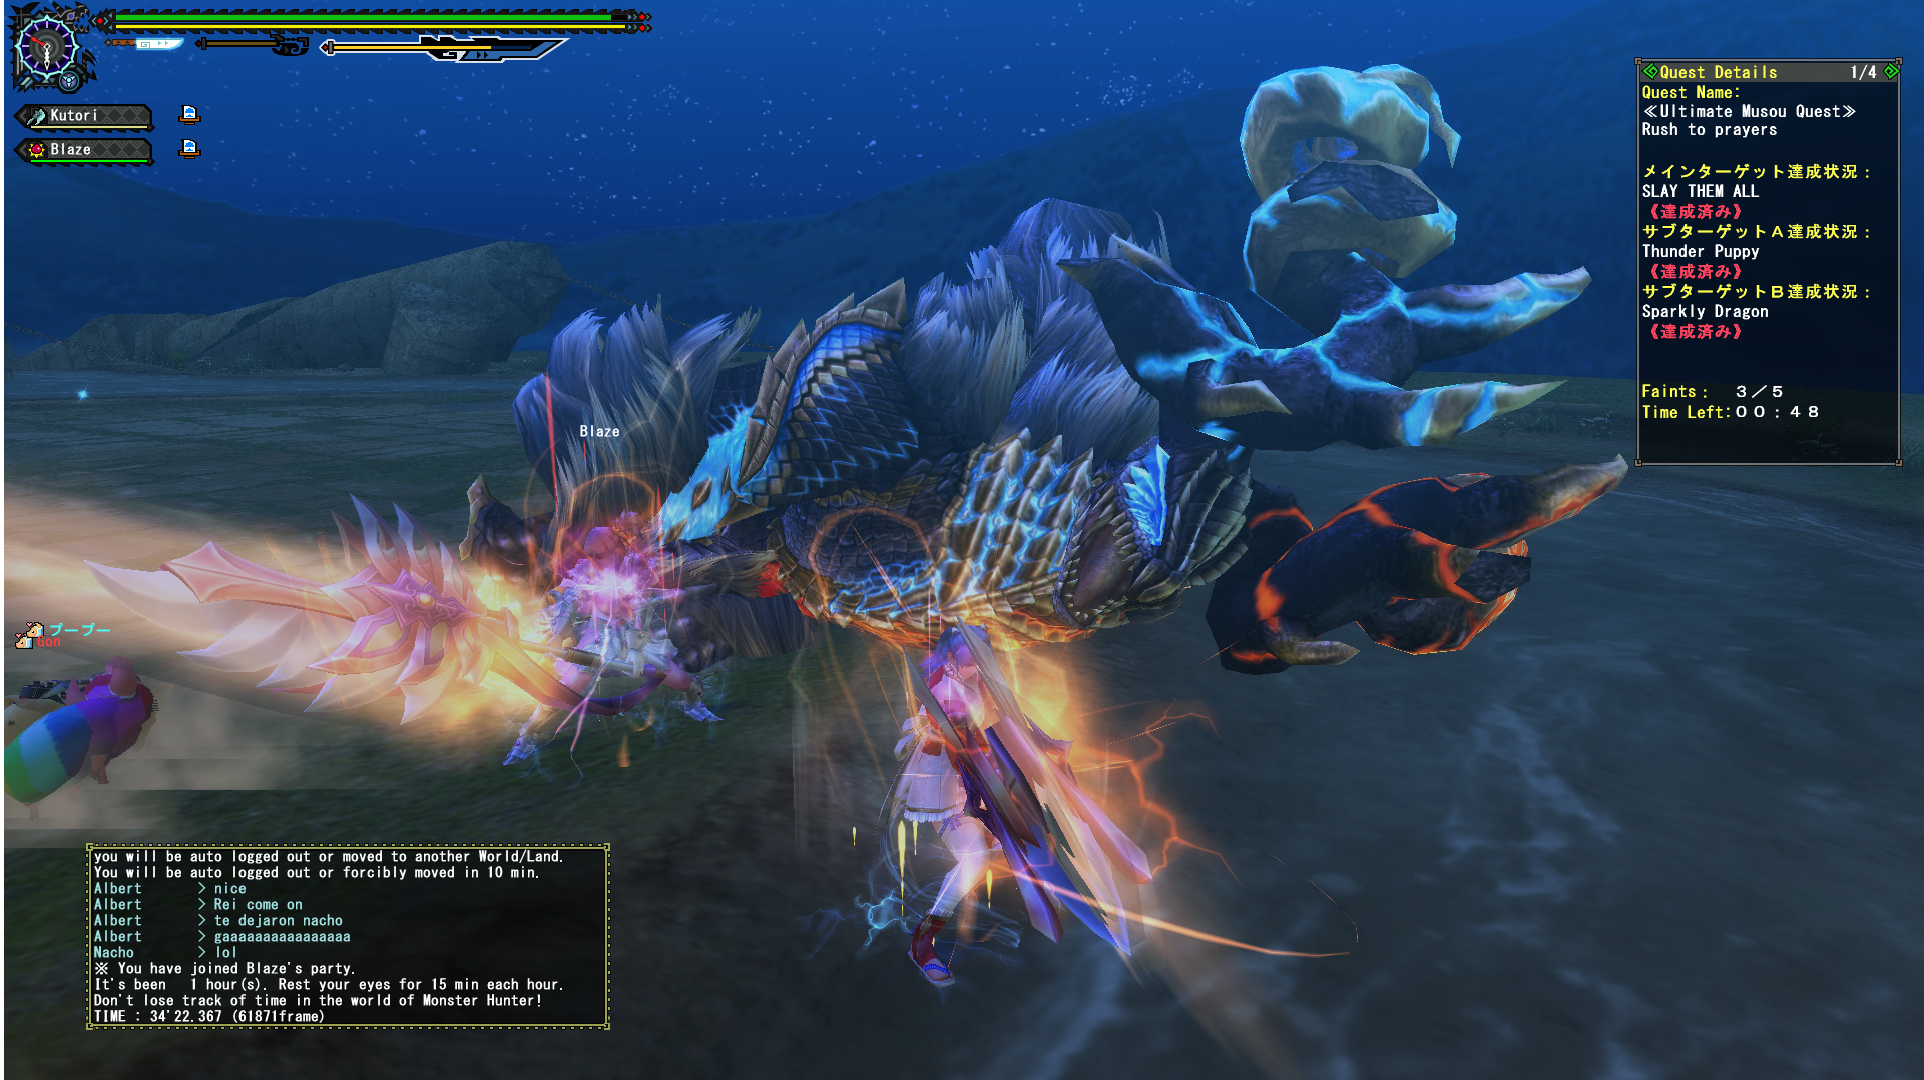 Kutori
Blaze
Quest Details 1/4
Quest Name:
≪Ultimate Musou Quest≫
Rush to prayers
メインターゲット達成状況：
SLAY THEM ALL
《達成済み》
サブターゲットＡ達成状況：
Thunder Puppy
《達成済み》
サブターゲットＢ達成状況：
Sparkly Dragon
《達成済み》
Faints： ３／５
Time Left:００：４８
Blaze
プープー
Gon
you will be auto logged out or moved to another World/Land.
You will be auto logged out or forcibly moved in 10 min.
Albert > nice
Albert > Rei come on
Albert > te dejaron nacho
Albert > gaaaaaaaaaaaaaaaa
Nacho > lol
※ You have joined Blaze's party.
It's been 1 hour(s). Rest your eyes for 15 min each hour.
Don't lose track of time in the world of Monster Hunter!
TIME : 34'22.367 (61871frame)